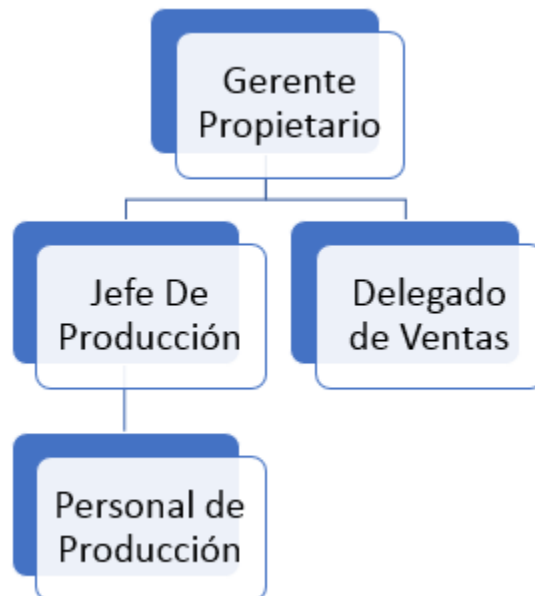 Gerente
Propietario
Jefe De
Producción
Delegado
de Ventas
Personal de
Producción